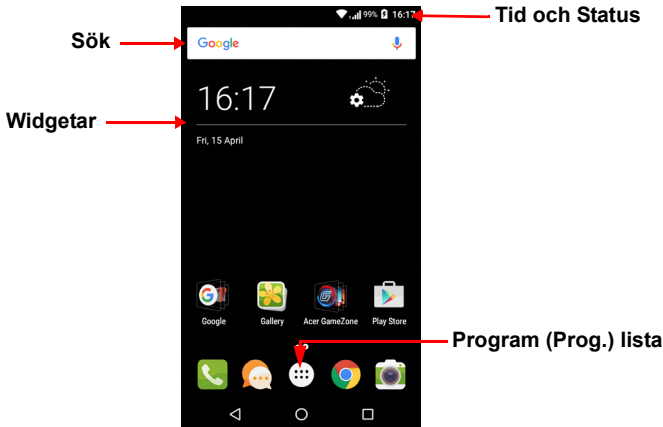 99% 16:17
Tid och Status
Sök
Google
16:17
Widgetar
Fri, 15 April
Google Gallery Acer GameZone Play Store
Program (Prog.) lista